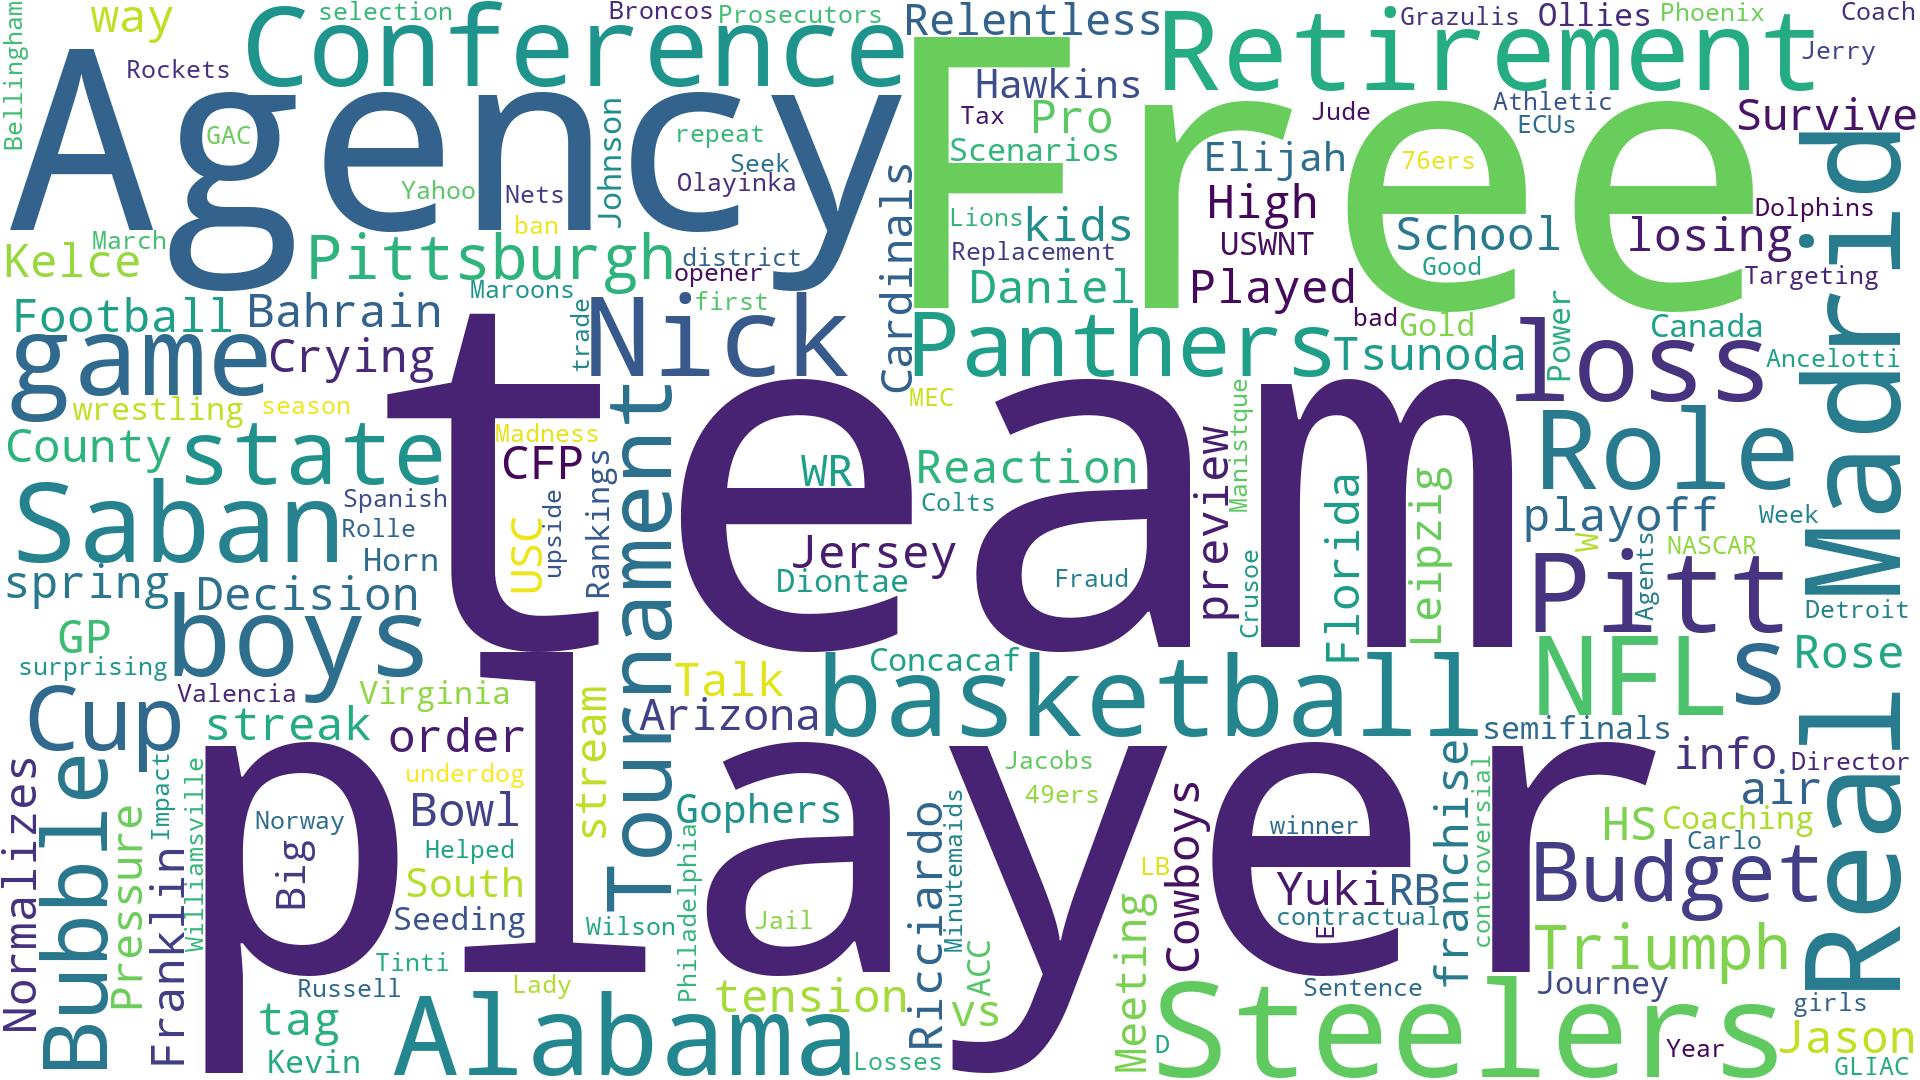 Bellingham
way
selection
Broncos
Prosecutors
Relentless
Grazulis
Ollies
Phoenix
Coach
Conference
Retirement
Jerry
Rockets
Agency
Free
Hawkins
Athletic
Tax
Pro
Jude
ECUs
Survive
GAC
Johnson
repeat
Scenarios
Elijah
76ers
Seek
Yahoo
Nets
Olayinka
Cardinals
High
Dolphins
ban
Lions
kids
USWNT
School
losing
Kelce
March
Pittsburgh
district
Replacement
Good
opener
Daniel
Played
Targeting
Maroons
first
Real Madrid
Football
Bahrain
trade
Nick
Panthers
bad
Gold
Power
Canada
game
Crying
Tsunoda
loss
Ancelotti
wrestling
season
team
MEC
Manistque
Role
County
state
Madness
CFP
Rankings
Tournament
WR
Reaction
preview
Florida
Leipzig
Saban
Spanish
USC
upside
Colts
playoff
Week
Rolle
Horn
Jersey
W
NASCAR
spring
Decision
Diontae
Fraud
Crusoe
Pitt
Agents
Detroit
GP
boys
surprising
Concacaf
NFL
s
Rose
Cup
Valencia
Virginia
Talk
basketball
streak
order
stream
Arizona
semifinals
player
Normalizes
Bubble
Impact
Williamsville
underdog
Jacobs
franchise
controversial
info
Director
Pressure
Norway
Bowl
Gophers
49ers
Cowboys
winner
air
Franklin
Big
Helped
Philadelphia
Ricciardo
Minutemaids
HS
Coaching
Carlo
South
LB
Yuki
RB
Budget
Seeding
Wilson
Jail
contractual
E
Tinti
ACC
Meeting
Triumph
Russell
Lady
tension
vs
Sentence
Journey
girls
tag
Alabama
D
Steelers
Year
Jason
Kevin
Losses
GLIAC